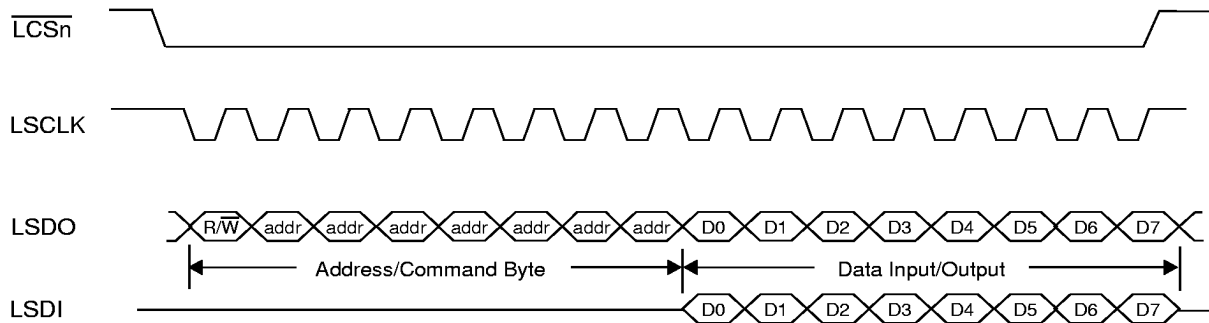 LCSn
LSCLK
LSDO R/W addr addr addr addr addr addr addr D0 D1 D2 D3 D4 D5 D6 D7
Address/Command Byte Data Input/Output
LSDI D0 D1 D2 D3 D4 D5 D6 D7